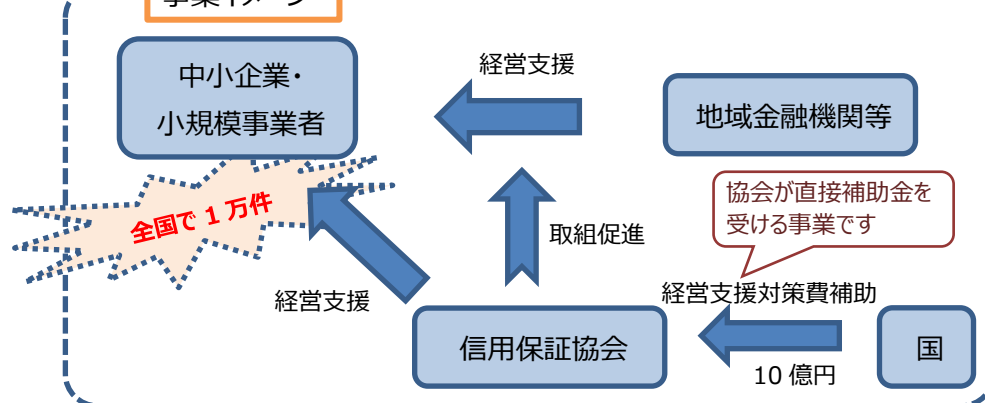 事業イメージ
中小企業・
小規模事業者
経営支援
地域金融機関等
全国で 1 万件
協会が直接補助金を
受ける事業です
取組促進
経営支援
経営支援対策費補助
信用保証協会
国
10 億円